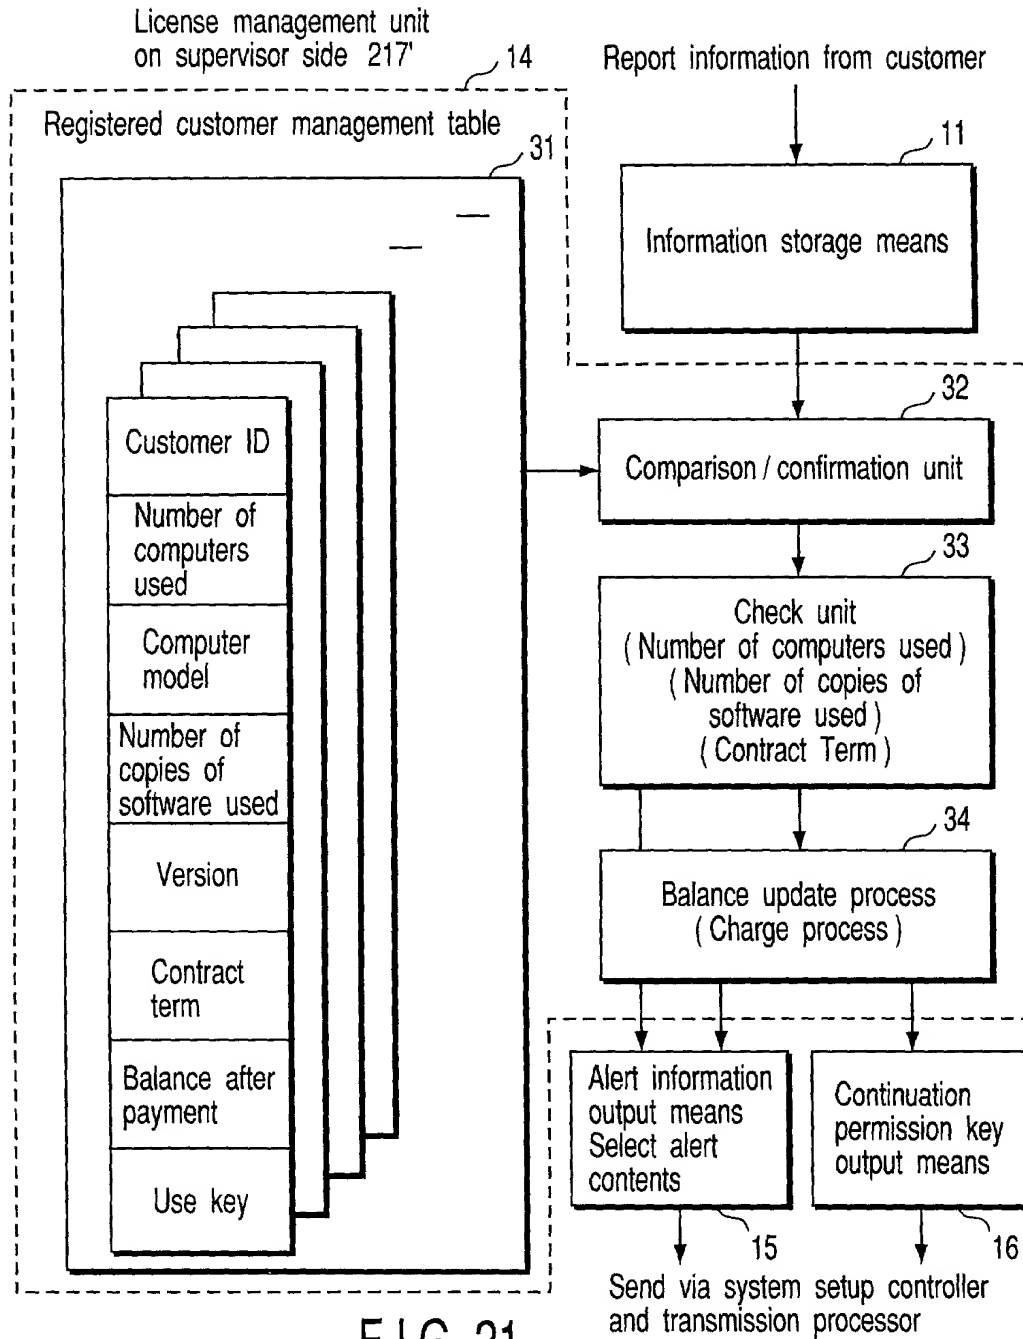 License management unit
on supervisor side 217'
14
Report information from customer
Registered customer management table
31
11
Information storage means
32
Customer ID
Comparison / confirmation unit
Number of
computers
used
33
Check unit
( Number of computers used )
( Number of copies of
software used )
( Contract Term )
Computer
model
Number of
copies of
software used
34
Version
Balance update process
( Charge process )
Contract
term
Balance after
payment
Alert information
output means
Select alert
contents
Continuation
permission key
output means
Use key
15
16
Send via system setup controller
and transmission processor
FIG. 21